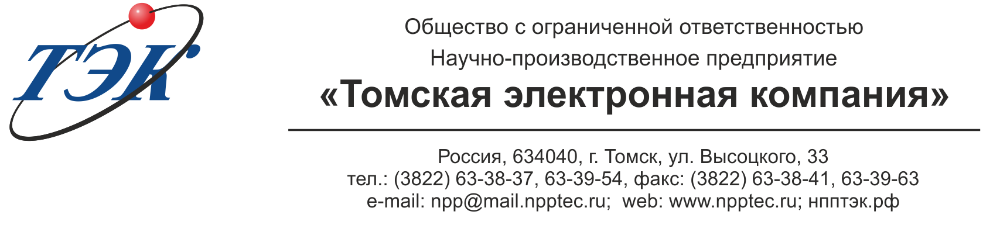 ТЭК
Общество с ограниченной ответственностью
Научно-производственное предприятие
«Томская электронная компания»
Россия, 634040, г. Томск, ул. Высоцкого, 33
тел.: (3822) 63-38-37, 63-39-54, факс: (3822) 63-38-41, 63-39-63
e-mail: npp@mail.npptec.ru;  web: www.npptec.ru; нпптэк.рф